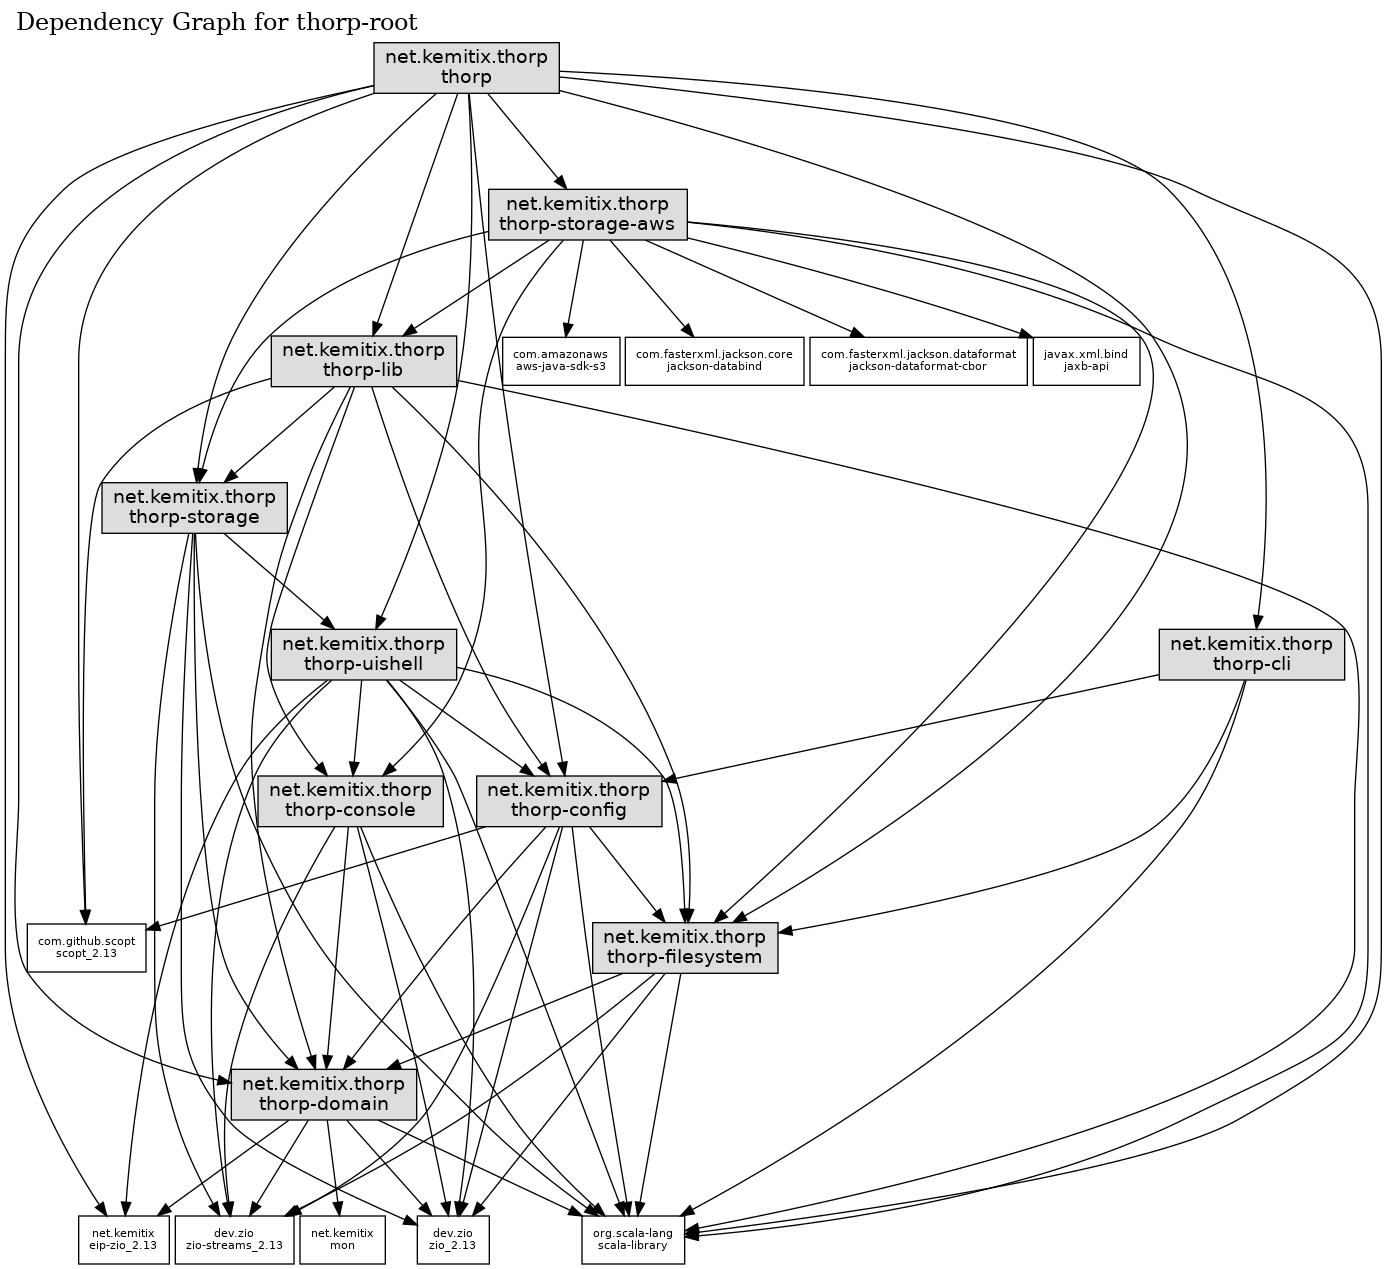 Dependency Graph for thorp-root
net.kemitix.thorp
thorp
net.kemitix.thorp
thorp-storage-aws
net.kemitix.thorp
thorp-lib
com.amazonaws
aws-java-sdk-s3
com.fasterxml.jackson.core
jackson-databind
com.fasterxml.jackson.dataformat
jackson-dataformat-cbor
javax.xml.bind
jaxb-api
net.kemitix.thorp
thorp-storage
net.kemitix.thorp
thorp-uishell
net.kemitix.thorp
thorp-cli
net.kemitix.thorp
thorp-console
net.kemitix.thorp
thorp-config
com.github.scopt
scopt_2.13
net.kemitix.thorp
thorp-filesystem
net.kemitix.thorp
thorp-domain
net.kemitix
eip-zio_2.13
dev.zio
zio-streams_2.13
net.kemitix
mon
dev.zio
zio_2.13
org.scala-lang
scala-library